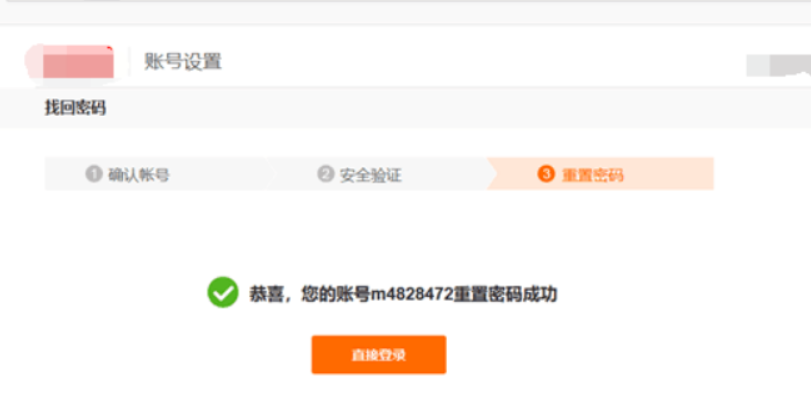 账号设置
找回密码
1 确认帐号
2 安全验证
3 重置密码
恭喜，您的账号m4828472重置密码成功
直接登录